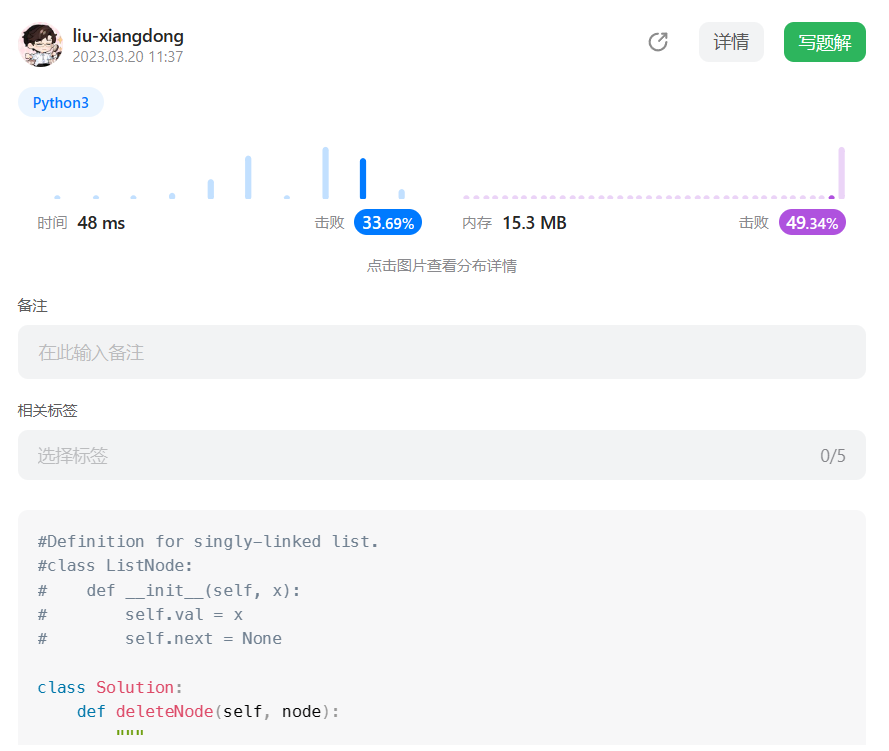 liu-xiangdong
2023.03.20 11:37
详情
写题解
Python3
时间 48 ms 击败 33.69% 内存 15.3 MB 击败 49.34%
点击图片查看分布详情
备注
在此输入备注
相关标签
选择标签 0/5
#Definition for singly-linked list.
#class ListNode:
#    def __init__(self, x):
#        self.val = x
#        self.next = None
class Solution:
    def deleteNode(self, node):
        """